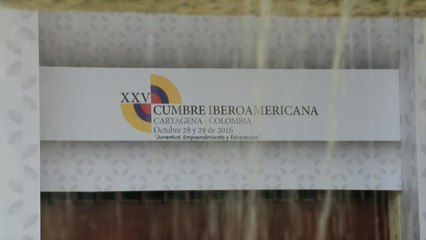 XXV
CUMBRE IBEROAMERICANA
CARTAGENA - COLOMBIA
Octubre 28 y 29 de 2016
"Juventud, Emprendimiento y Educación"